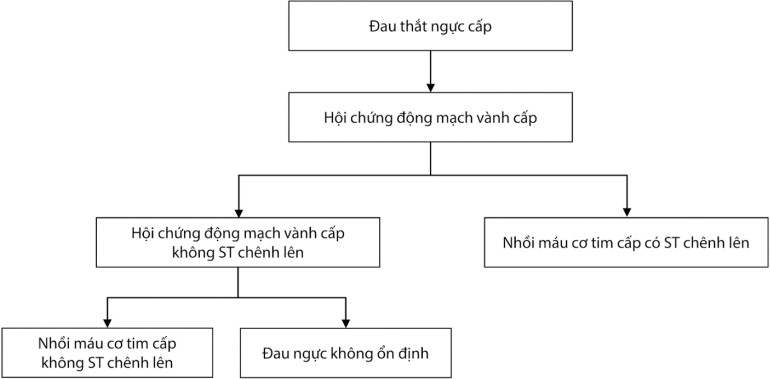 Đau thắt ngực cấp
Hội chứng động mạch vành cấp
Hội chứng động mạch vành cấp
không ST chênh lên
Nhồi máu cơ tim cấp có ST chênh lên
Nhồi máu cơ tim cấp
không ST chênh lên
Đau ngực không ổn định